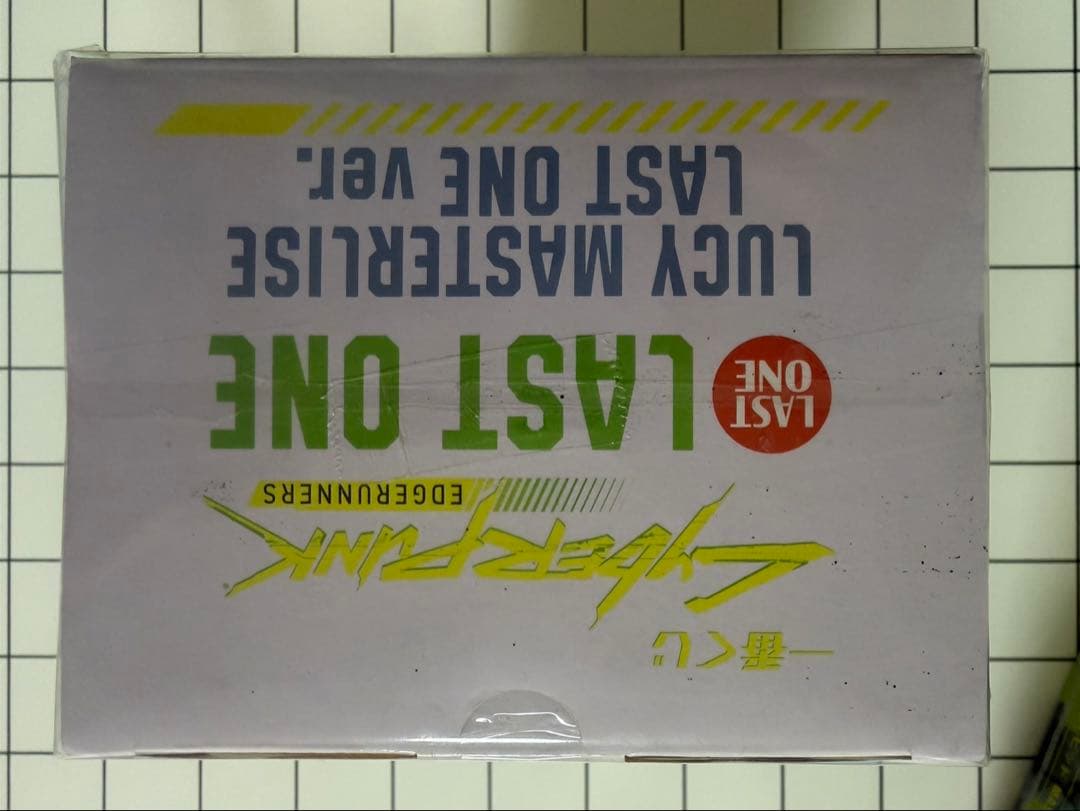 一番くじ
CYBERPUNK
EDGERUNNERS
LAST
ONE
LAST ONE
LUCY MASTERLISE
LAST ONE ver.